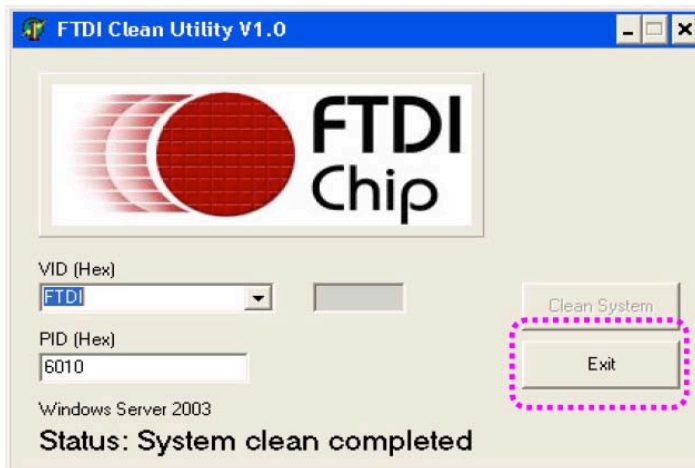 FTDI Clean Utility V1.0
FTDI
Chip
VID (Hex)
FTDI
Clean System
PID (Hex)
6010
Exit
Windows Server 2003
Status: System clean completed